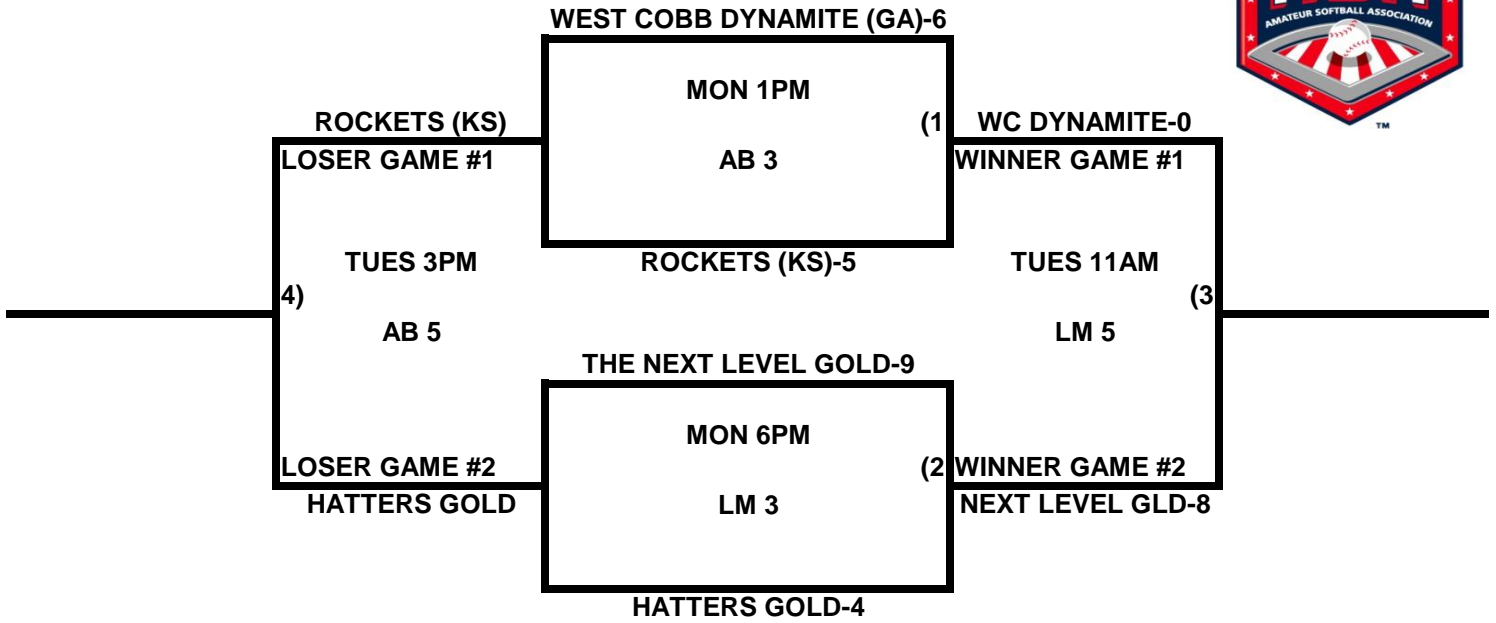 WEST COBB DYNAMITE (GA)-6
AMATEUR SOFTBALL ASSOCIATION
TM
MON 1PM
ROCKETS (KS)
(1
WC DYNAMITE-0
LOSER GAME #1
AB 3
WINNER GAME #1
TUES 3PM
ROCKETS (KS)-5
TUES 11AM
4)
(3
AB 5
LM 5
THE NEXT LEVEL GOLD-9
MON 6PM
LOSER GAME #2
(2
WINNER GAME #2
HATTERS GOLD
LM 3
NEXT LEVEL GLD-8
HATTERS GOLD-4